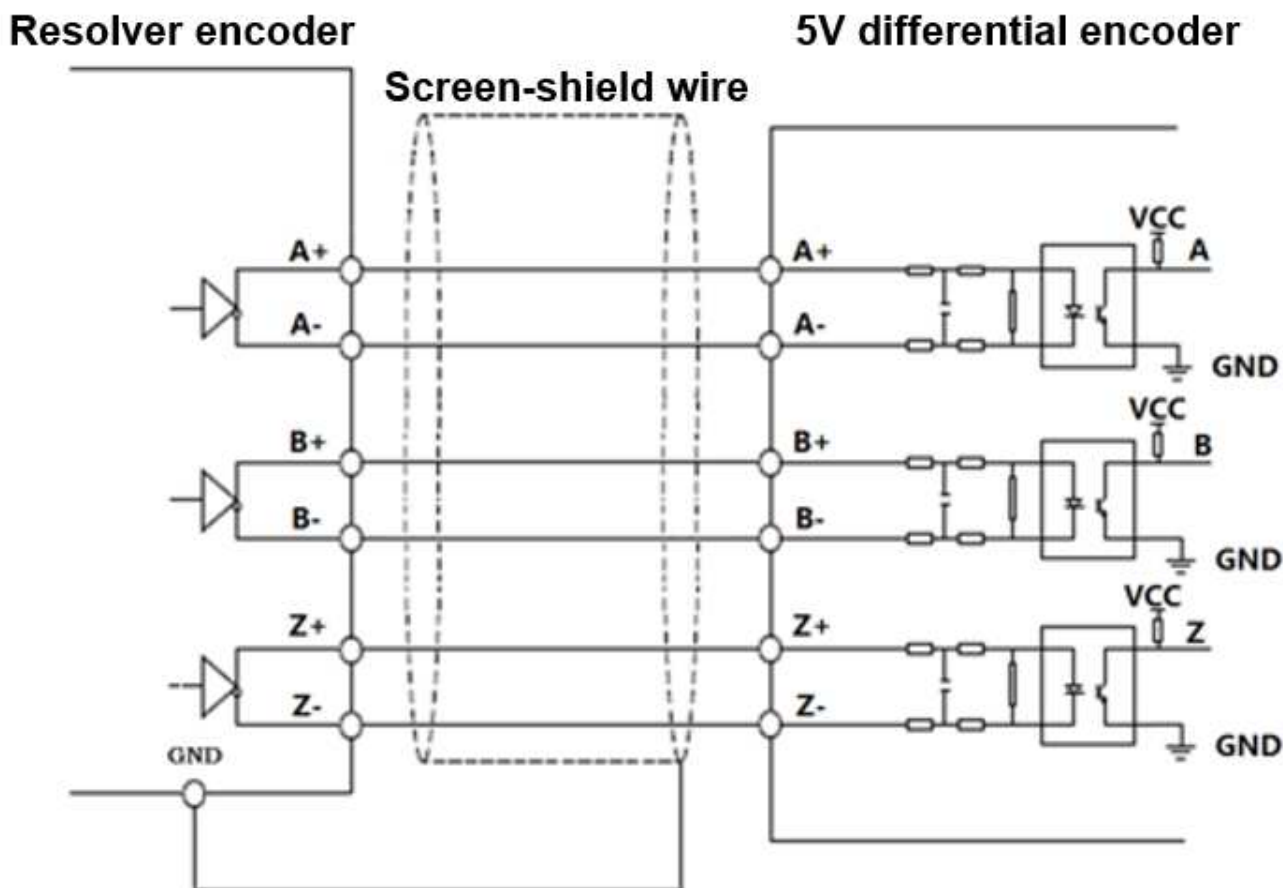 Resolver encoder
5V differential encoder
Screen-shield wire
VCC
A+
A+
A
A-
A-
GND
VCC
B+
B+
B
B-
B-
GND
VCC
Z+
Z+
Z
Z-
Z-
GND
GND